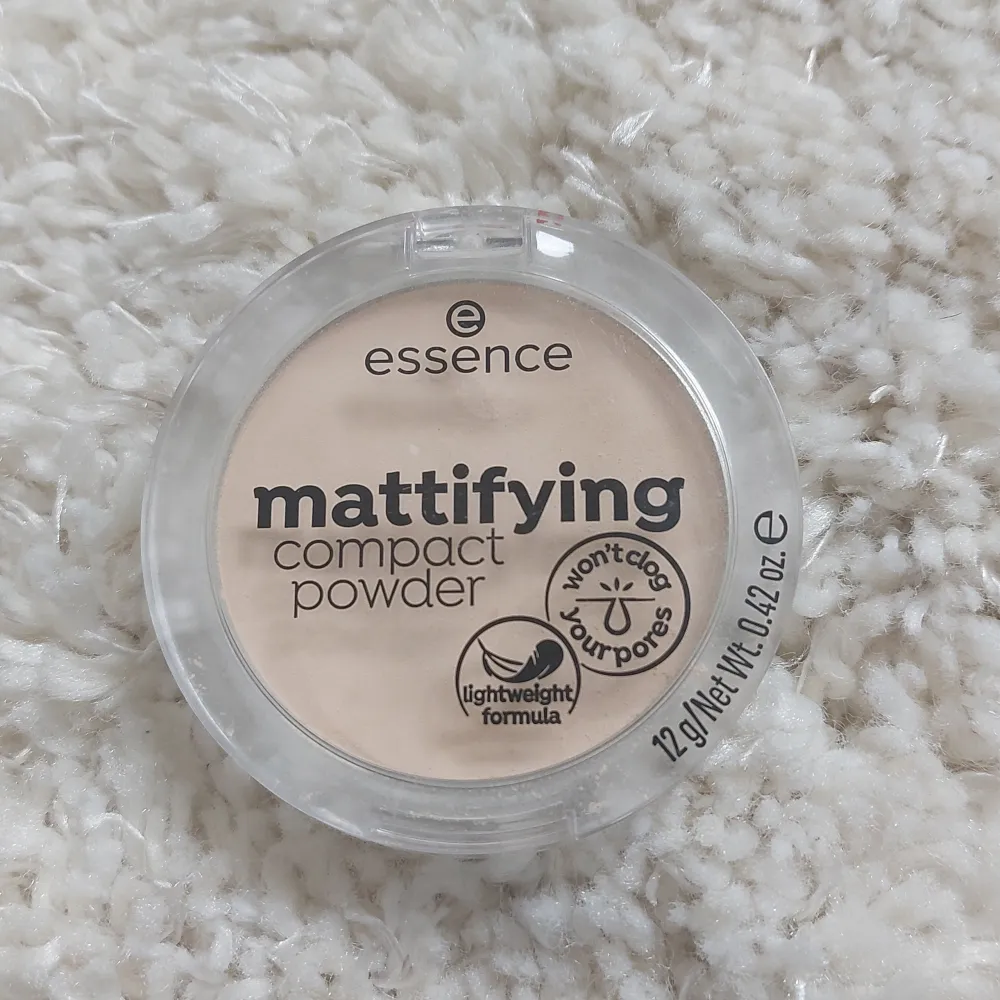 e
essence
mattifying
compact
powder
won't clog
your pores
lightweight
formula
12 g/Net Wt. 0.42 oz. e